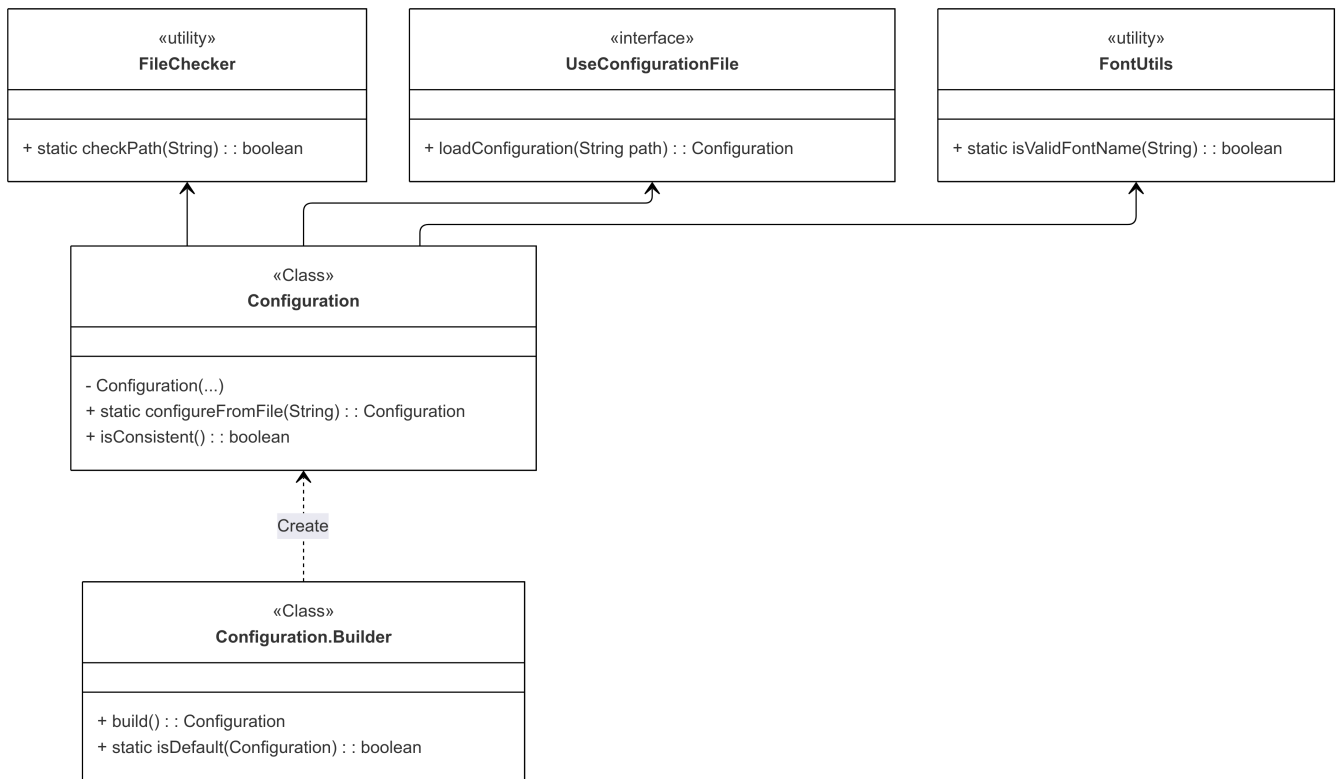 «utility»
FileChecker
+ static checkPath(String) : : boolean
«interface»
UseConfigurationFile
+ loadConfiguration(String path) : : Configuration
«utility»
FontUtils
+ static isValidFontName(String) : : boolean
«Class»
Configuration
- Configuration(...)
+ static configureFromFile(String) : : Configuration
+ isConsistent() : : boolean
Create
«Class»
Configuration.Builder
+ build() : : Configuration
+ static isDefault(Configuration) : : boolean